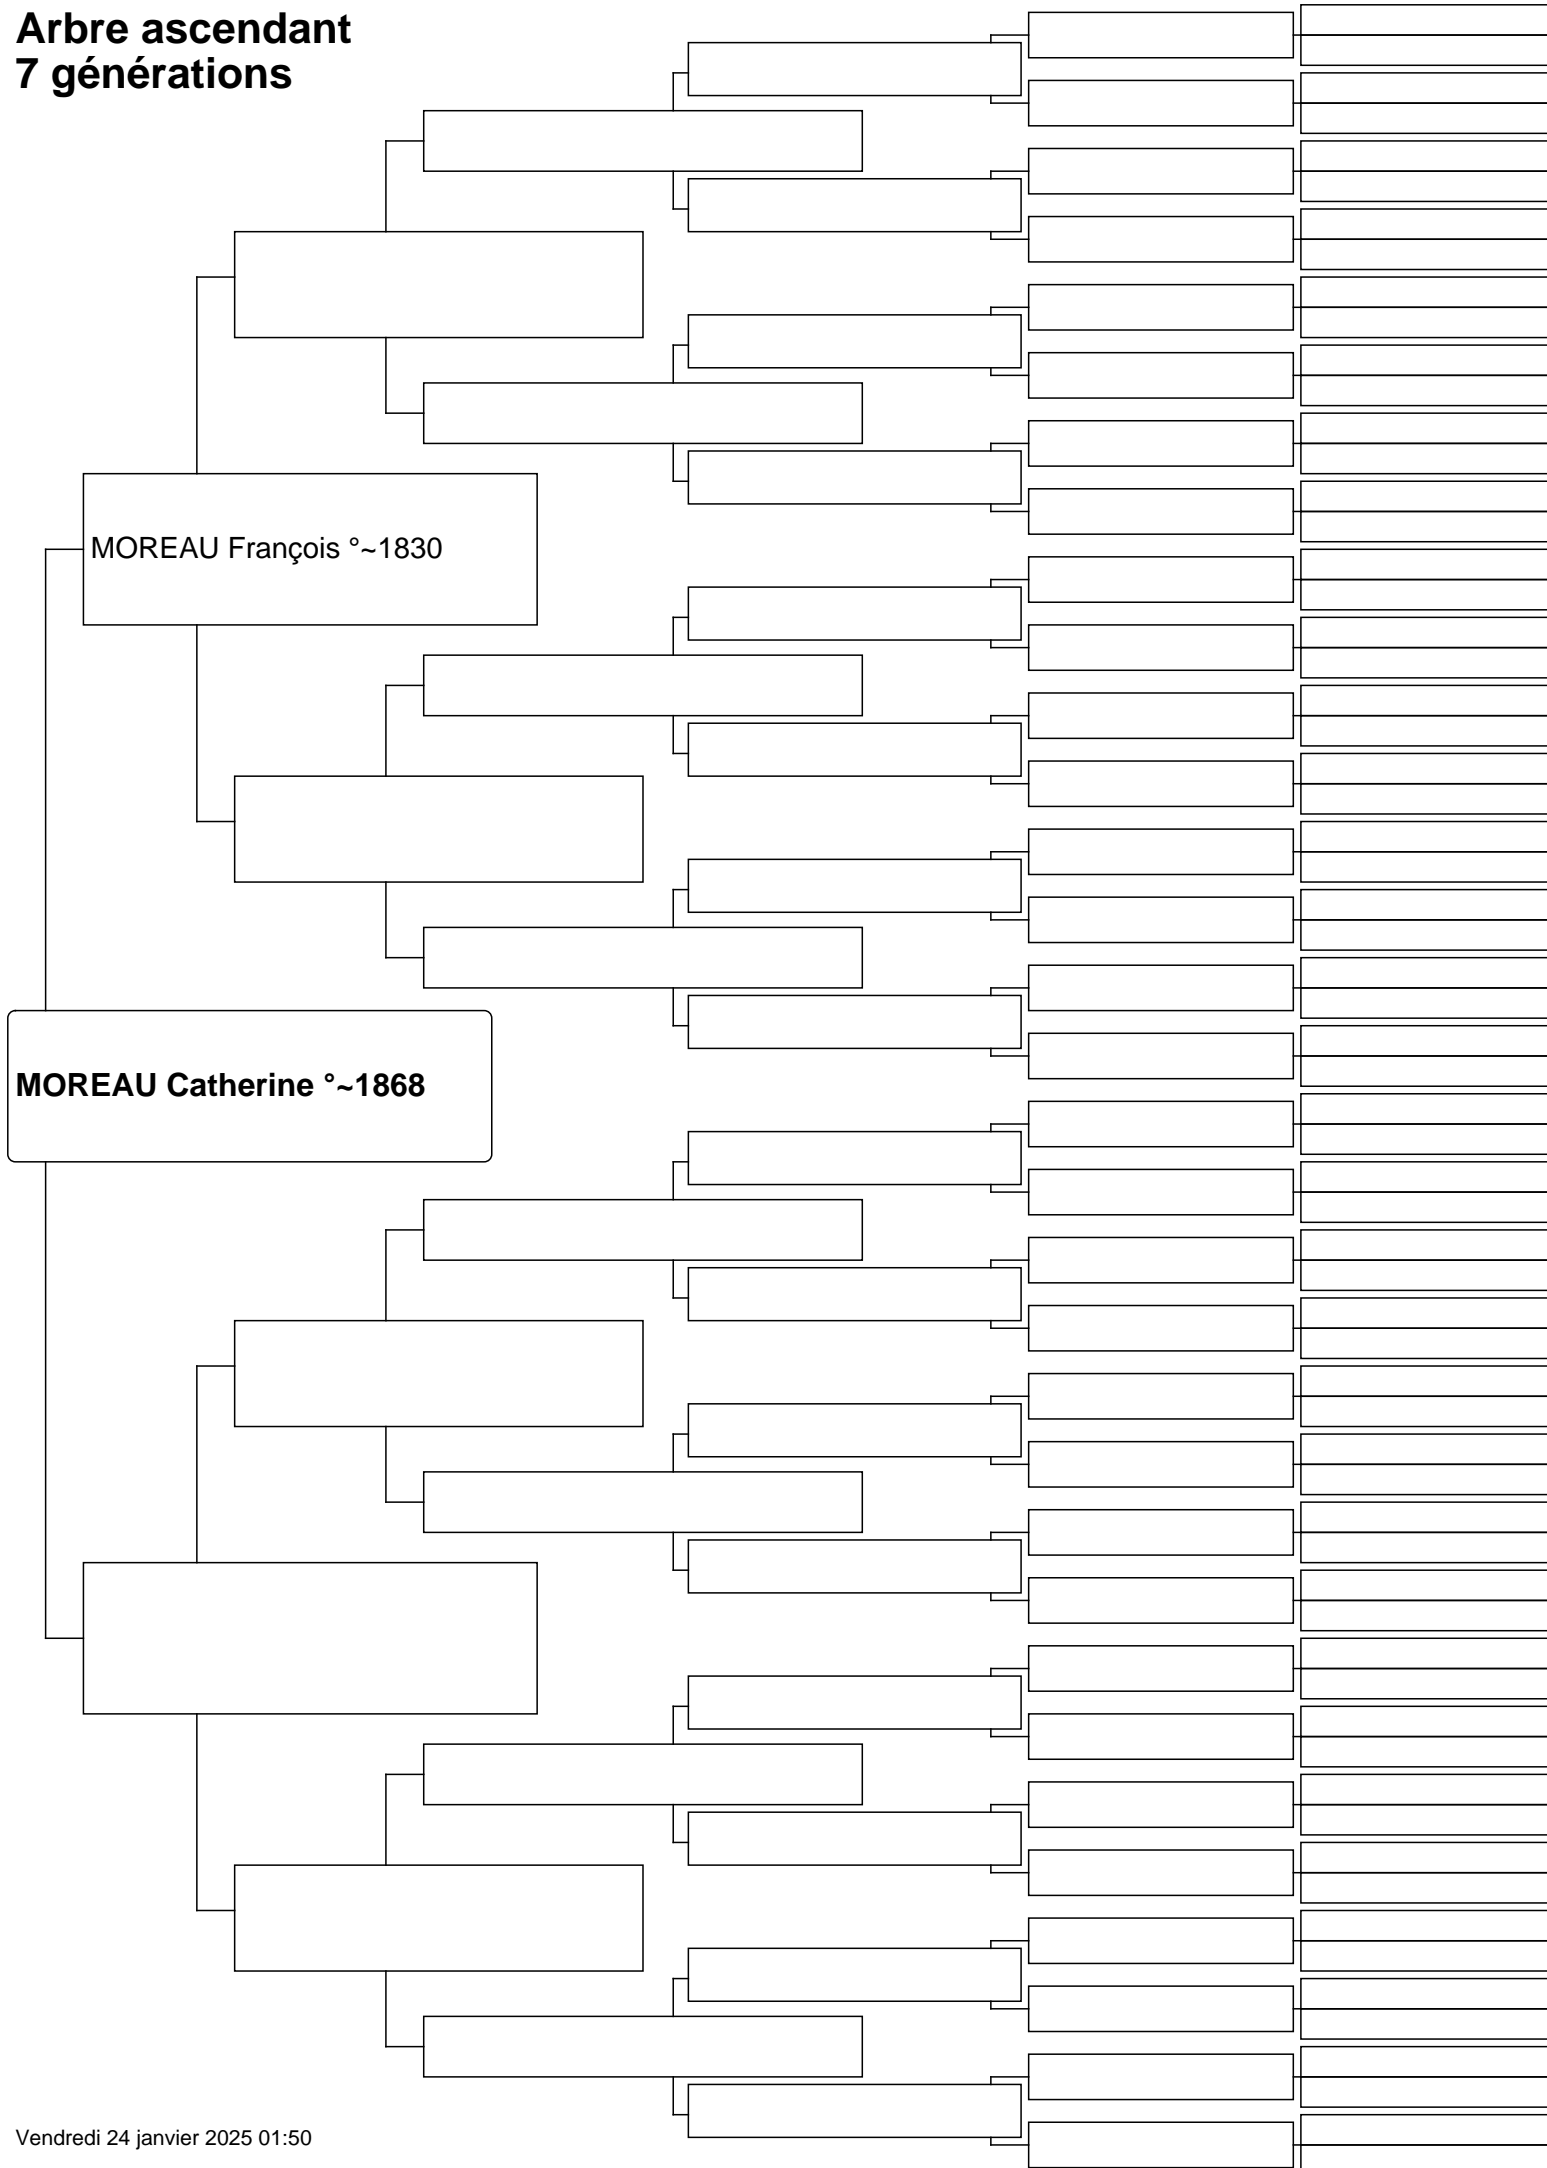 Arbre ascendant
7 générations
MOREAU François °~1830
MOREAU Catherine °~1868
Vendredi 24 janvier 2025 01:50